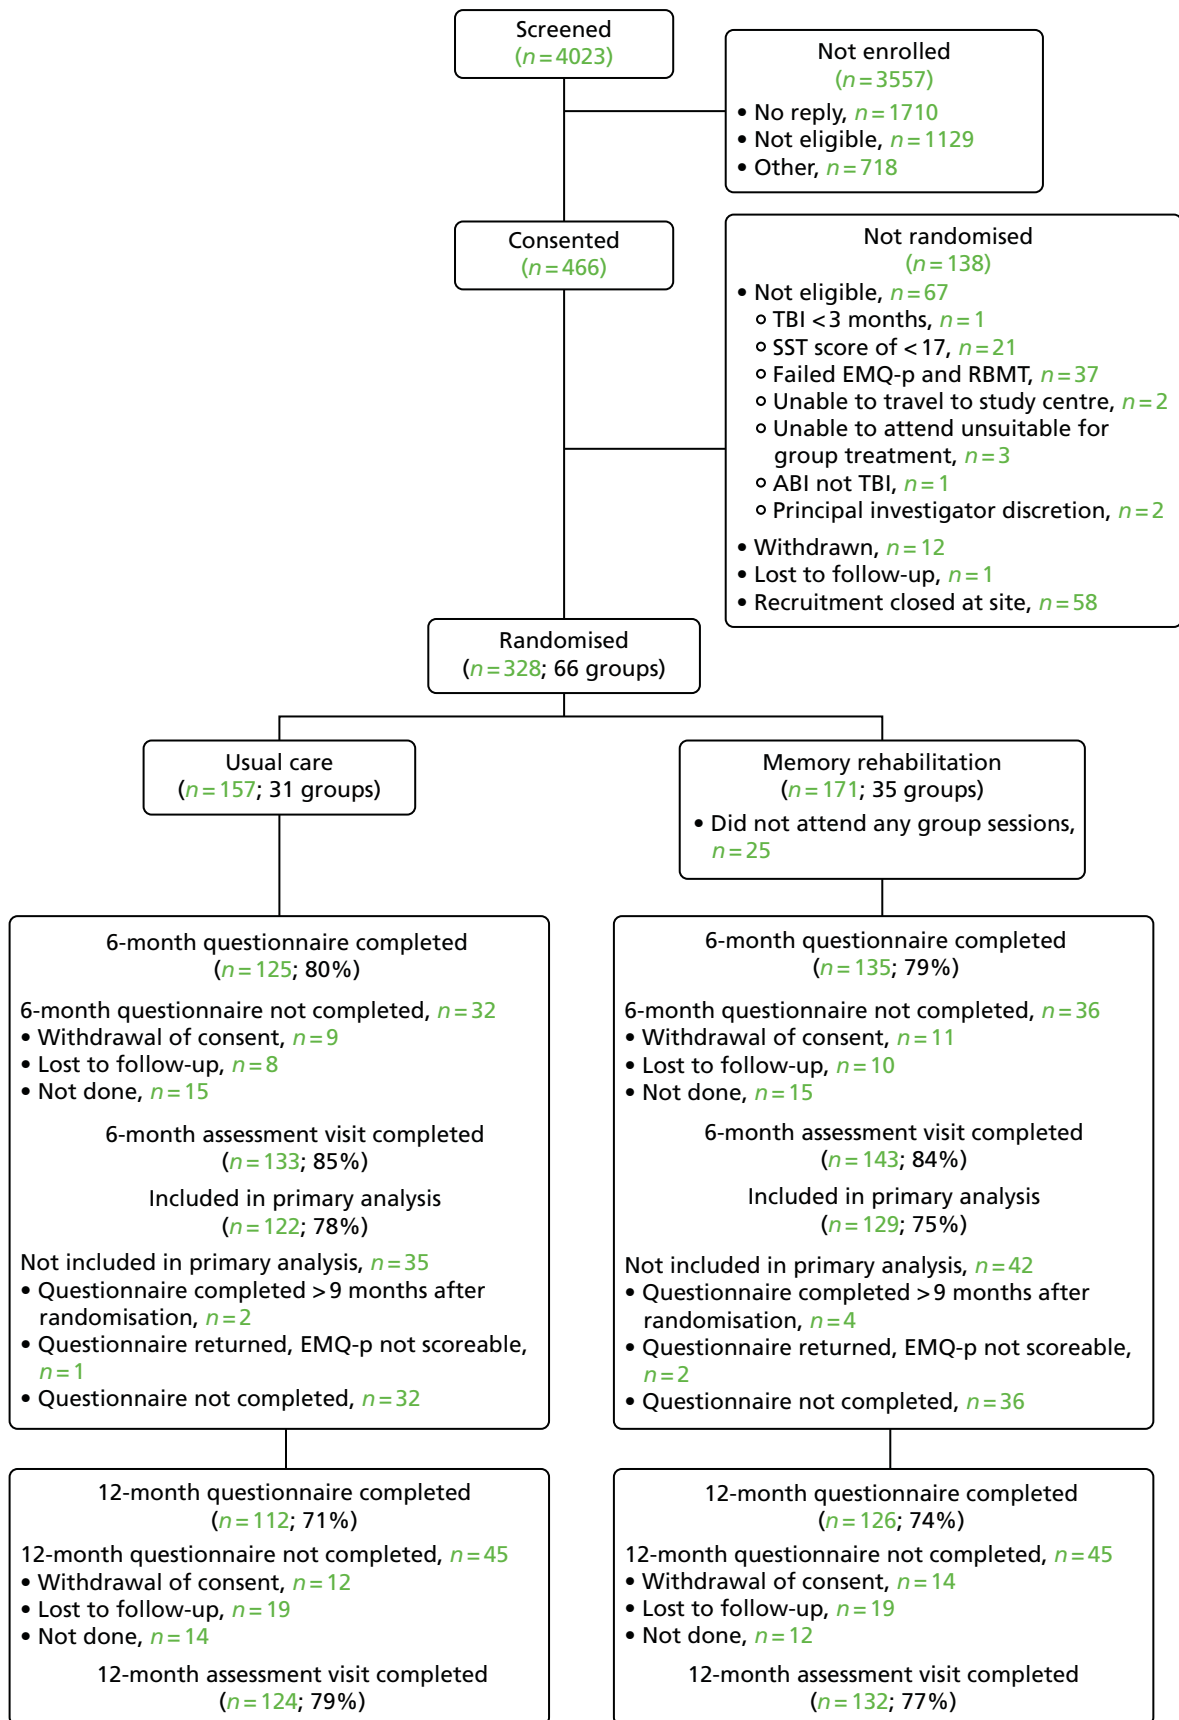 Screened
(n=4023)
Not enrolled
(n=3557)
• No reply, n=1710
• Not eligible, n=1129
• Other, n=718
Consented
(n=466)
Not randomised
(n=138)
• Not eligible, n=67
TBI <3 months, n=1
SST score of <17, n=21
Failed EMQ-p and RBMT, n=37
Unable to travel to study centre, n=2
Unable to attend unsuitable for
group treatment, n=3
ABI not TBI, n=1
Principal investigator discretion, n=2
• Withdrawn, n=12
• Lost to follow-up, n=1
• Recruitment closed at site, n=58
Randomised
(n=328; 66 groups)
Usual care
(n=157; 31 groups)
Memory rehabilitation
(n=171; 35 groups)
• Did not attend any group sessions,
n=25
6-month questionnaire completed
(n=125; 80%)
6-month questionnaire not completed, n=32
• Withdrawal of consent, n=9
• Lost to follow-up, n=8
• Not done, n=15
6-month assessment visit completed
(n=133; 85%)
Included in primary analysis
(n=122; 78%)
Not included in primary analysis, n=35
• Questionnaire completed >9 months after
randomisation, n=2
• Questionnaire returned, EMQ-p not scoreable,
n=1
• Questionnaire not completed, n=32
6-month questionnaire completed
(n=135; 79%)
6-month questionnaire not completed, n=36
• Withdrawal of consent, n=11
• Lost to follow-up, n=10
• Not done, n=15
6-month assessment visit completed
(n=143; 84%)
Included in primary analysis
(n=129; 75%)
Not included in primary analysis, n=42
• Questionnaire completed >9 months after
randomisation, n=4
• Questionnaire returned, EMQ-p not scoreable,
n=2
• Questionnaire not completed, n=36
12-month questionnaire completed
(n=112; 71%)
12-month questionnaire not completed, n=45
• Withdrawal of consent, n=12
• Lost to follow-up, n=19
• Not done, n=14
12-month assessment visit completed
(n=124; 79%)
12-month questionnaire completed
(n=126; 74%)
12-month questionnaire not completed, n=45
• Withdrawal of consent, n=14
• Lost to follow-up, n=19
• Not done, n=12
12-month assessment visit completed
(n=132; 77%)